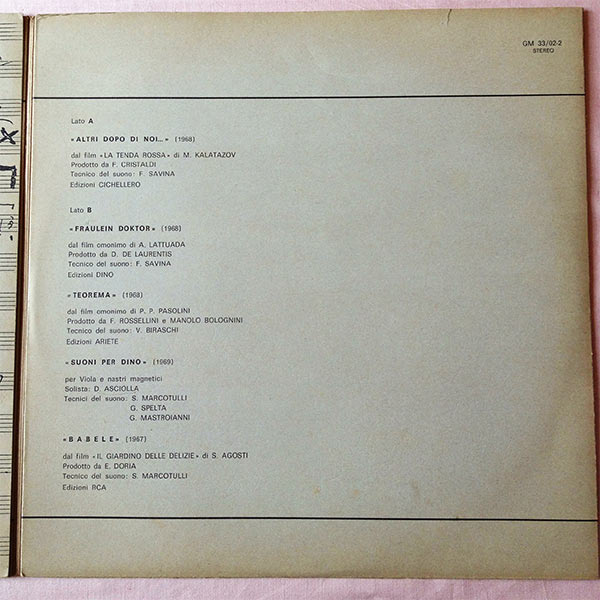 GM 33/02-2
STEREO
Lato A
«ALTRI DOPO DI NOI...» (1968)
dal film «LA TENDA ROSSA» di M. KALATAZOV
Prodotto da F. CRISTALDI
Tecnico del suono: F. SAVINA
Edizioni CICHELLERO
Lato B
«FRAULEIN DOKTOR» (1968)
dal film omonimo di A. LATTUADA
Prodotto da D. DE LAURENTIS
Tecnico del suono: F. SAVINA
Edizioni DINO
«TEOREMA» (1968)
dal film omonimo di P. P. PASOLINI
Prodotto da F. ROSSELLINI e MANOLO BOLOGNINI
Tecnico del suono: V. BIRASCHI
Edizioni ARIETE
«SUONI PER DINO» (1969)
per Viola e nastri magnetici
Solista: D. ASCIOLLA
Tecnici del suono: S. MARCOTULLI
G. SPELTA
G. MASTROIANNI
«BABELE» (1967)
dal film «IL GIARDINO DELLE DELIZIE» di S. AGOSTI
Prodotto da E. DORIA
Tecnico del suono: S. MARCOTULLI
Edizioni RCA